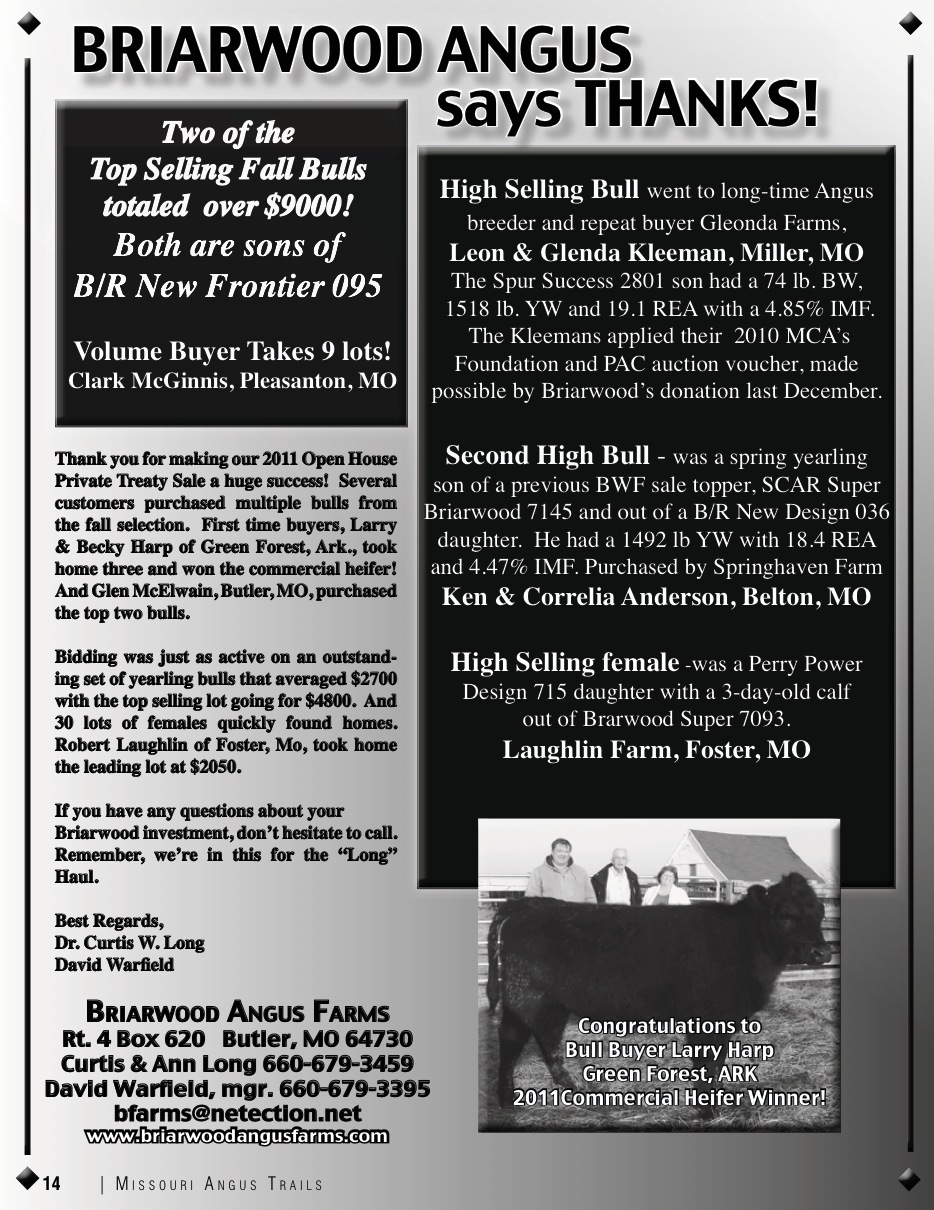 BRIARWOOD ANGUS
says THANKS!
Two of the
Top Selling Fall Bulls
totaled over $9000!
Both are sons of
B/R New Frontier 095
Volume Buyer Takes 9 lots!
Clark McGinnis, Pleasanton, MO
Thank you for making our 2011 Open House
Private Treaty Sale a huge success! Several
customers purchased multiple bulls from
the fall selection. First time buyers, Larry
& Becky Harp of Green Forest, Ark., took
home three and won the commercial heifer!
And Glen McElwain, Butler, MO, purchased
the top two bulls.
Bidding was just as active on an outstand-
ing set of yearling bulls that averaged $2700
with the top selling lot going for $4800. And
30 lots of females quickly found homes.
Robert Laughlin of Foster, Mo, took home
the leading lot at $2050.
If you have any questions about your
Briarwood investment, don't hesitate to call.
Remember, we're in this for the "Long"
Haul.
Best Regards,
Dr. Curtis W. Long
David Warfield
BRIARWOOD ANGUS FARMS
Rt. 4 Box 620 Butler, MO 64730
Curtis & Ann Long 660-679-3459
David Warfield, mgr. 660-679-3395
bfarms@netection.net
www.briarwoodangusfarms.com
High Selling Bull went to long-time Angus
breeder and repeat buyer Gleonda Farms,
Leon & Glenda Kleeman, Miller, MO
The Spur Success 2801 son had a 74 lb. BW,
1518 lb. YW and 19.1 REA with a 4.85% IMF.
The Kleemans applied their 2010 MCA's
Foundation and PAC auction voucher, made
possible by Briarwood's donation last December.
Second High Bull - was a spring yearling
son of a previous BWF sale topper, SCAR Super
Briarwood 7145 and out of a B/R New Design 036
daughter. He had a 1492 lb YW with 18.4 REA
and 4.47% IMF. Purchased by Springhaven Farm
Ken & Correlia Anderson, Belton, MO
High Selling female -was a Perry Power
Design 715 daughter with a 3-day-old calf
out of Brarwood Super 7093.
Laughlin Farm, Foster, MO
Congratulations to
Bull Buyer Larry Harp
Green Forest, ARK
2011Commercial Heifer Winner!
14 | MISSOURI ANGUS TRAILS